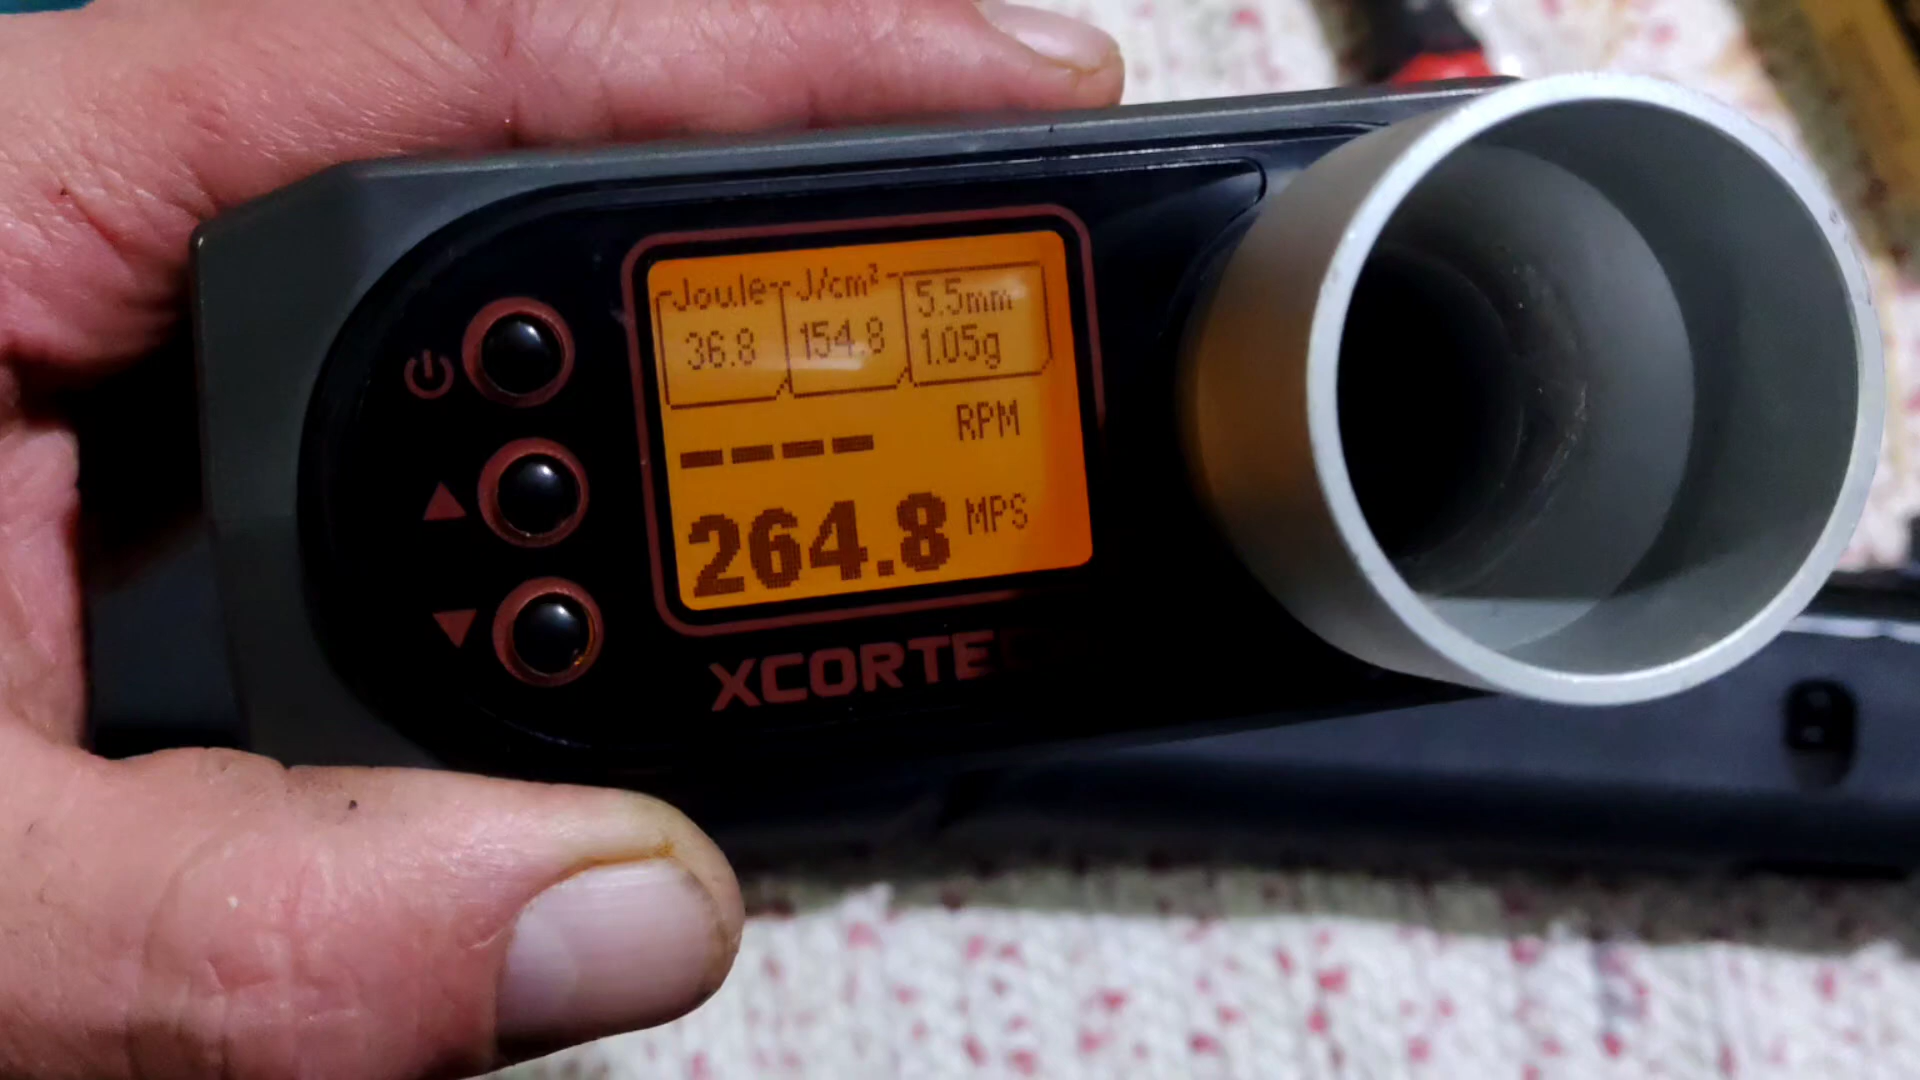 Joule J/cm² 5.5mm
36.8 154.8 1.05g
---- RPM
264.8 MPS
XCORTE